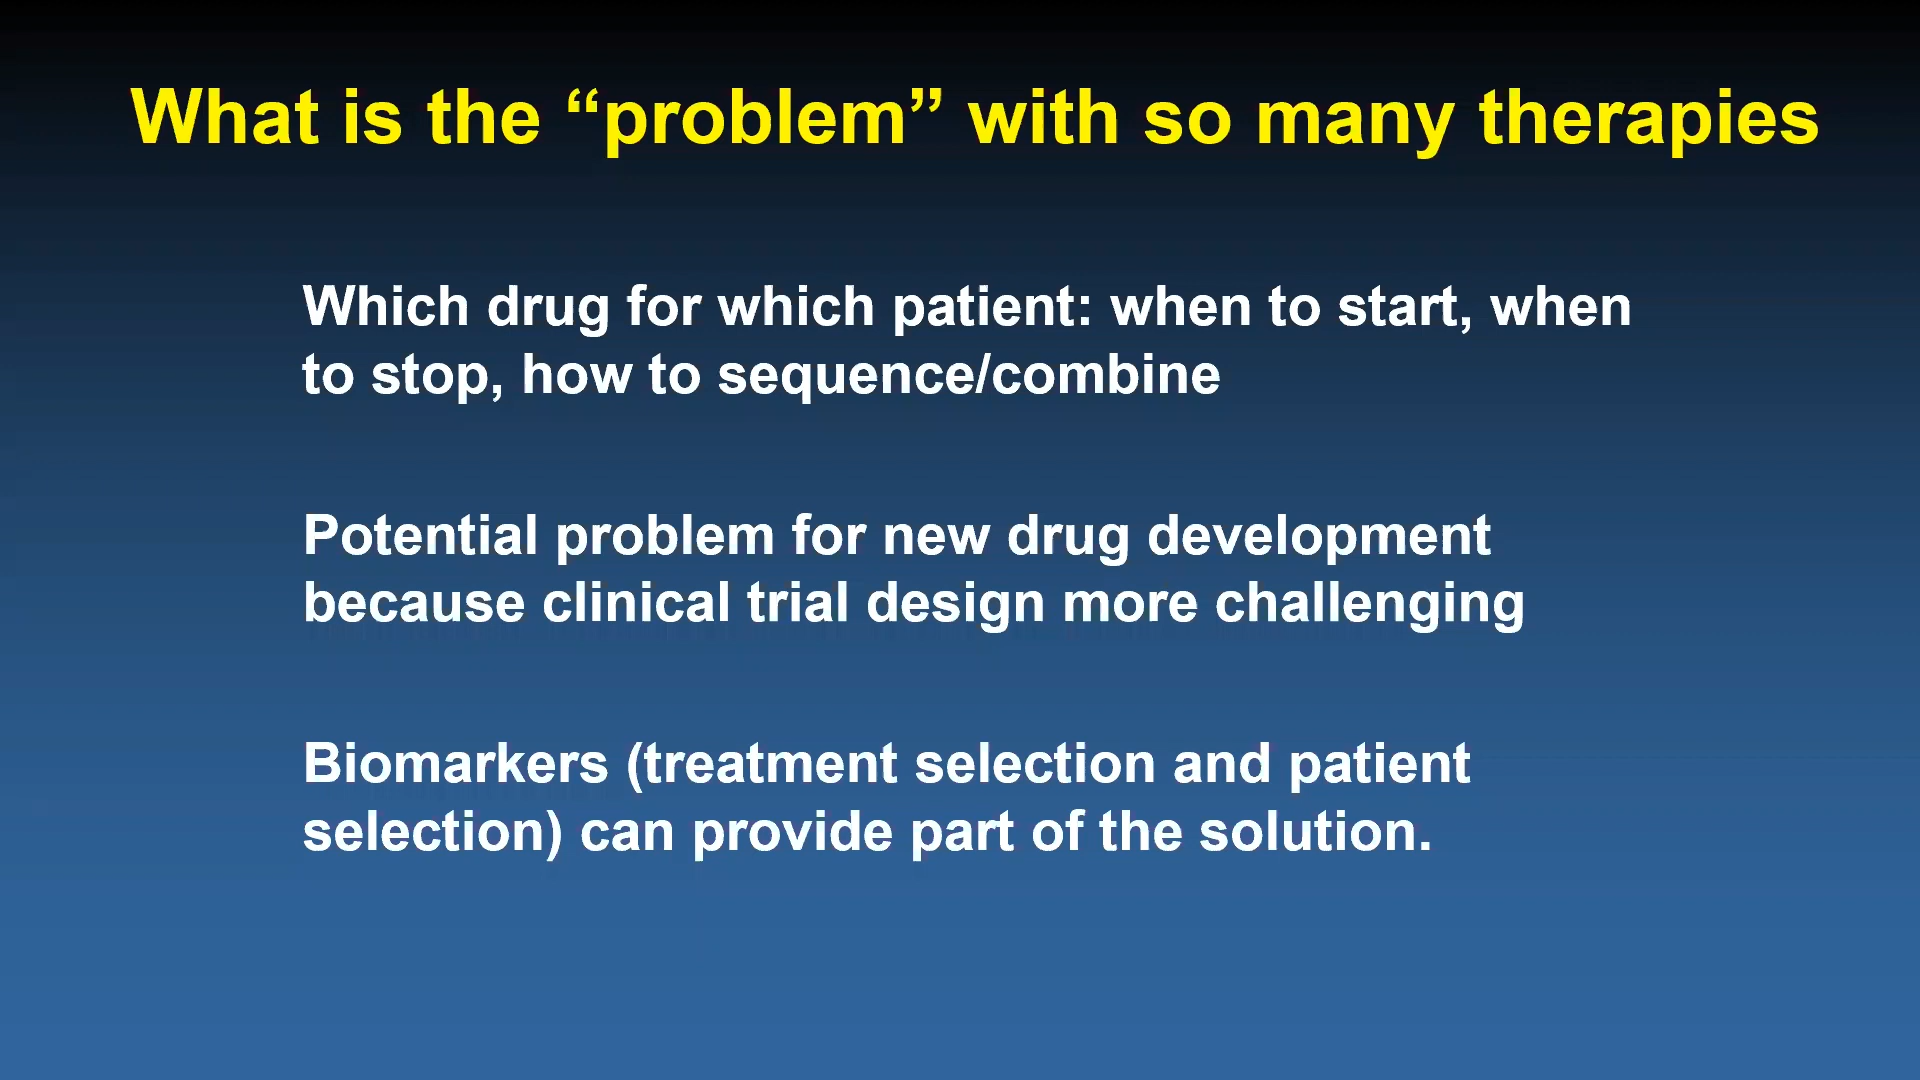 What is the “problem” with so many therapies
Which drug for which patient: when to start, when
to stop, how to sequence/combine
Potential problem for new drug development
because clinical trial design more challenging
Biomarkers (treatment selection and patient
selection) can provide part of the solution.